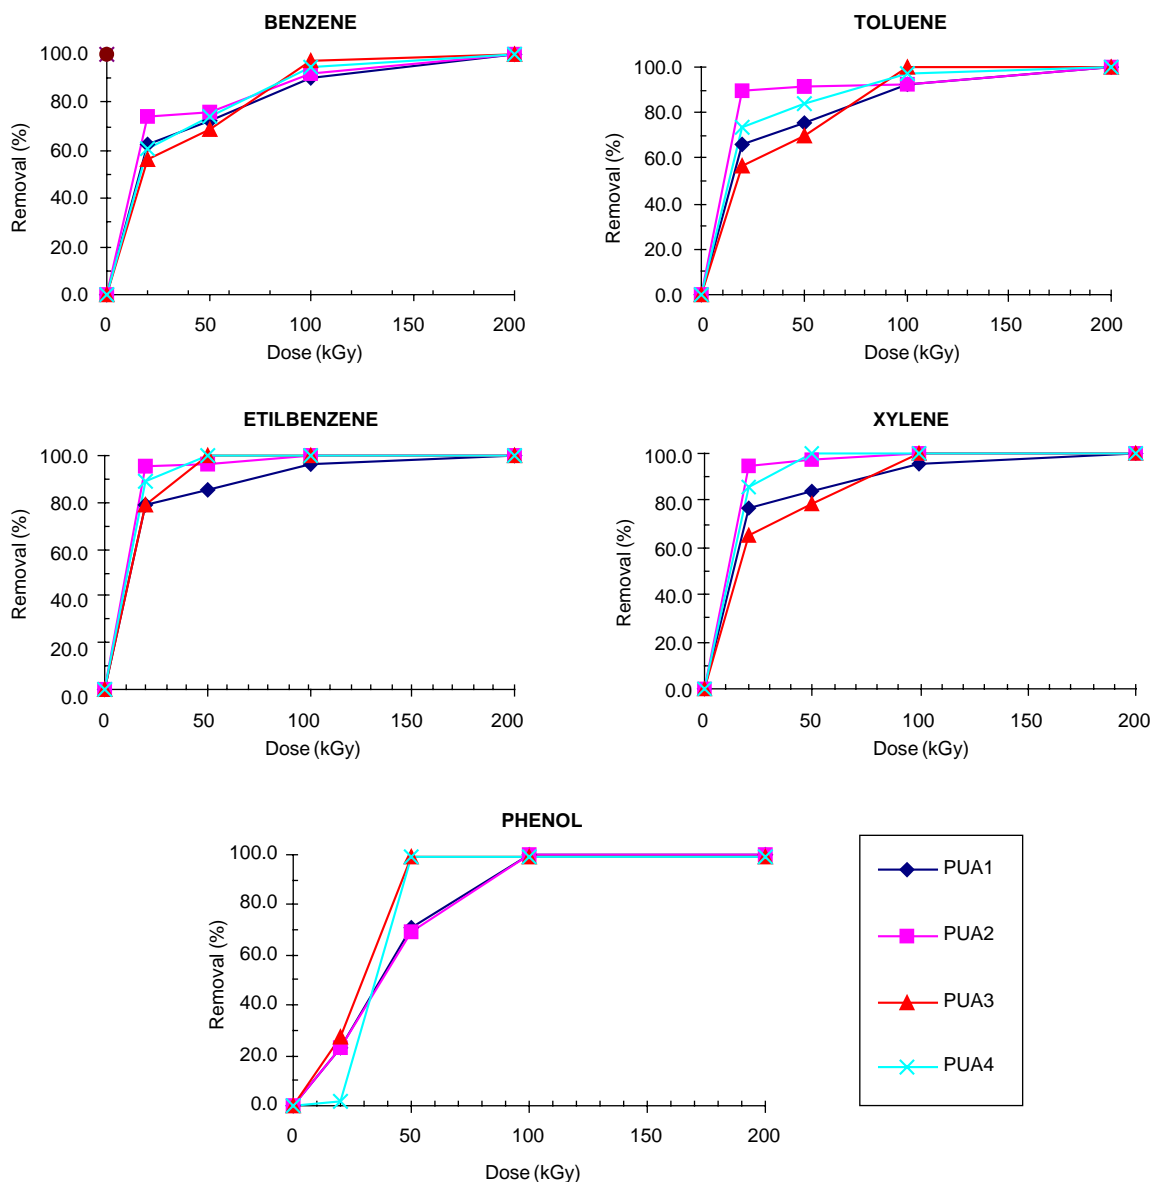 BENZENE
100.0
80.0
60.0
40.0
20.0
0.0
Removal (%)
0 50 100 150 200
Dose (kGy)
TOLUENE
100.0
80.0
60.0
40.0
20.0
0.0
Removal (%)
0 50 100 150 200
Dose (kGy)
ETILBENZENE
100.0
80.0
60.0
40.0
20.0
0.0
Removal (%)
0 50 100 150 200
Dose (kGy)
XYLENE
100.0
80.0
60.0
40.0
20.0
0.0
Removal (%)
0 50 100 150 200
Dose (kGy)
PHENOL
100.0
80.0
60.0
40.0
20.0
0.0
Removal (%)
0 50 100 150 200
Dose (kGy)
PUA1
PUA2
PUA3
PUA4